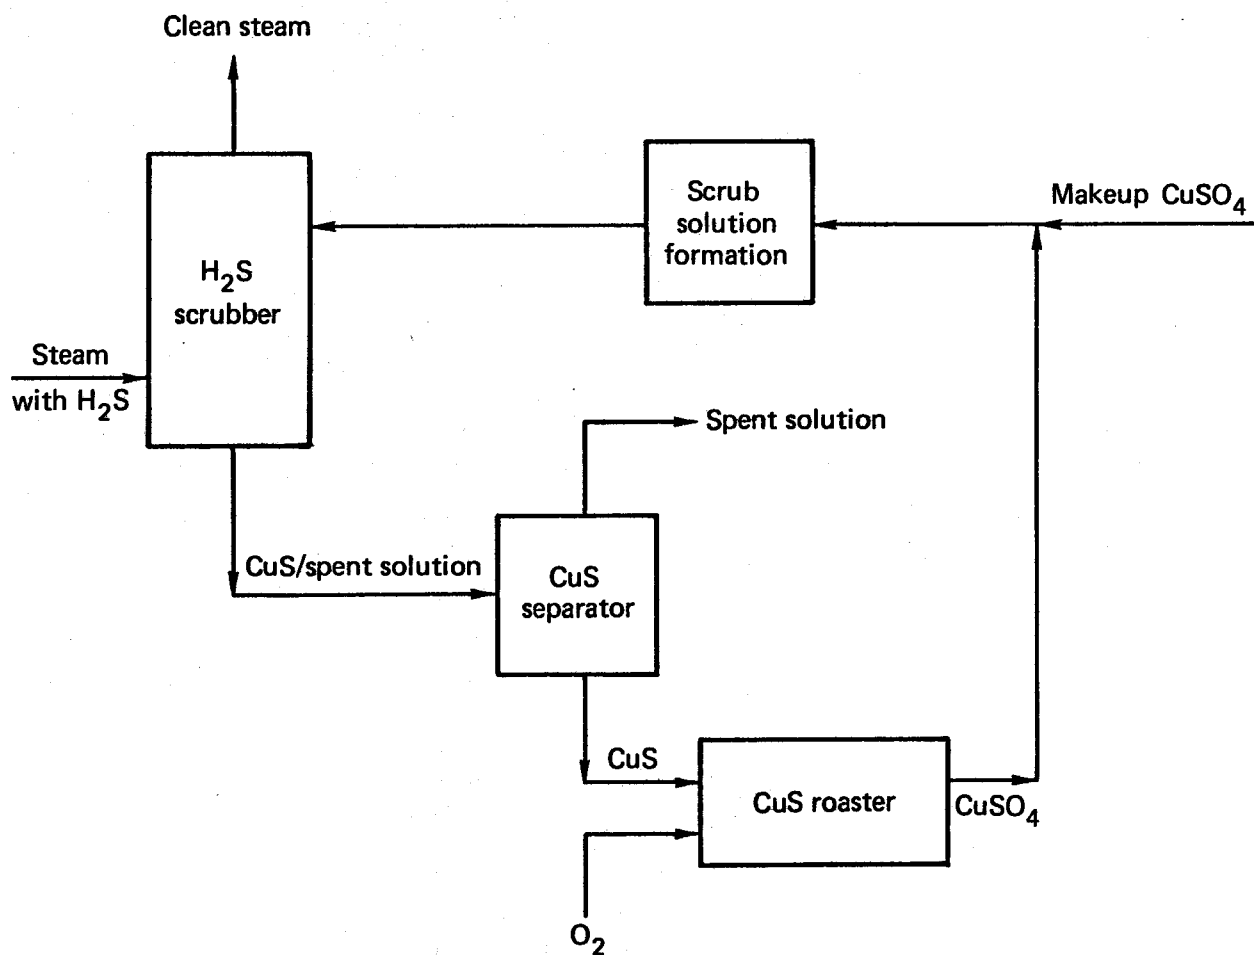 Clean steam
Scrub
solution
formation
Makeup CuSO₄
H₂S
scrubber
Steam
with H₂S
Spent solution
CuS/spent solution
CuS
separator
CuS
CuS roaster
CuSO₄
O₂